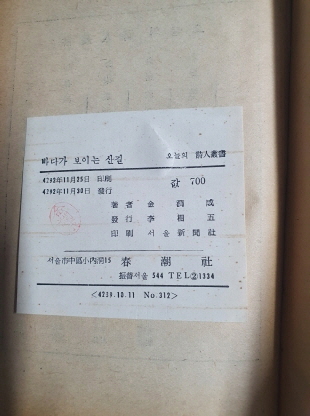 바다가 보이는 산길 오늘의 詩人叢書
4292年11月25日 印刷
4292年11月30日 發行
값 700
著者 金潤成
發行 李相五
印刷 서울新聞社
서울市中區小公洞15 春潮社
振替서울 544 TEL②1334
<4289.10.11 No.312>